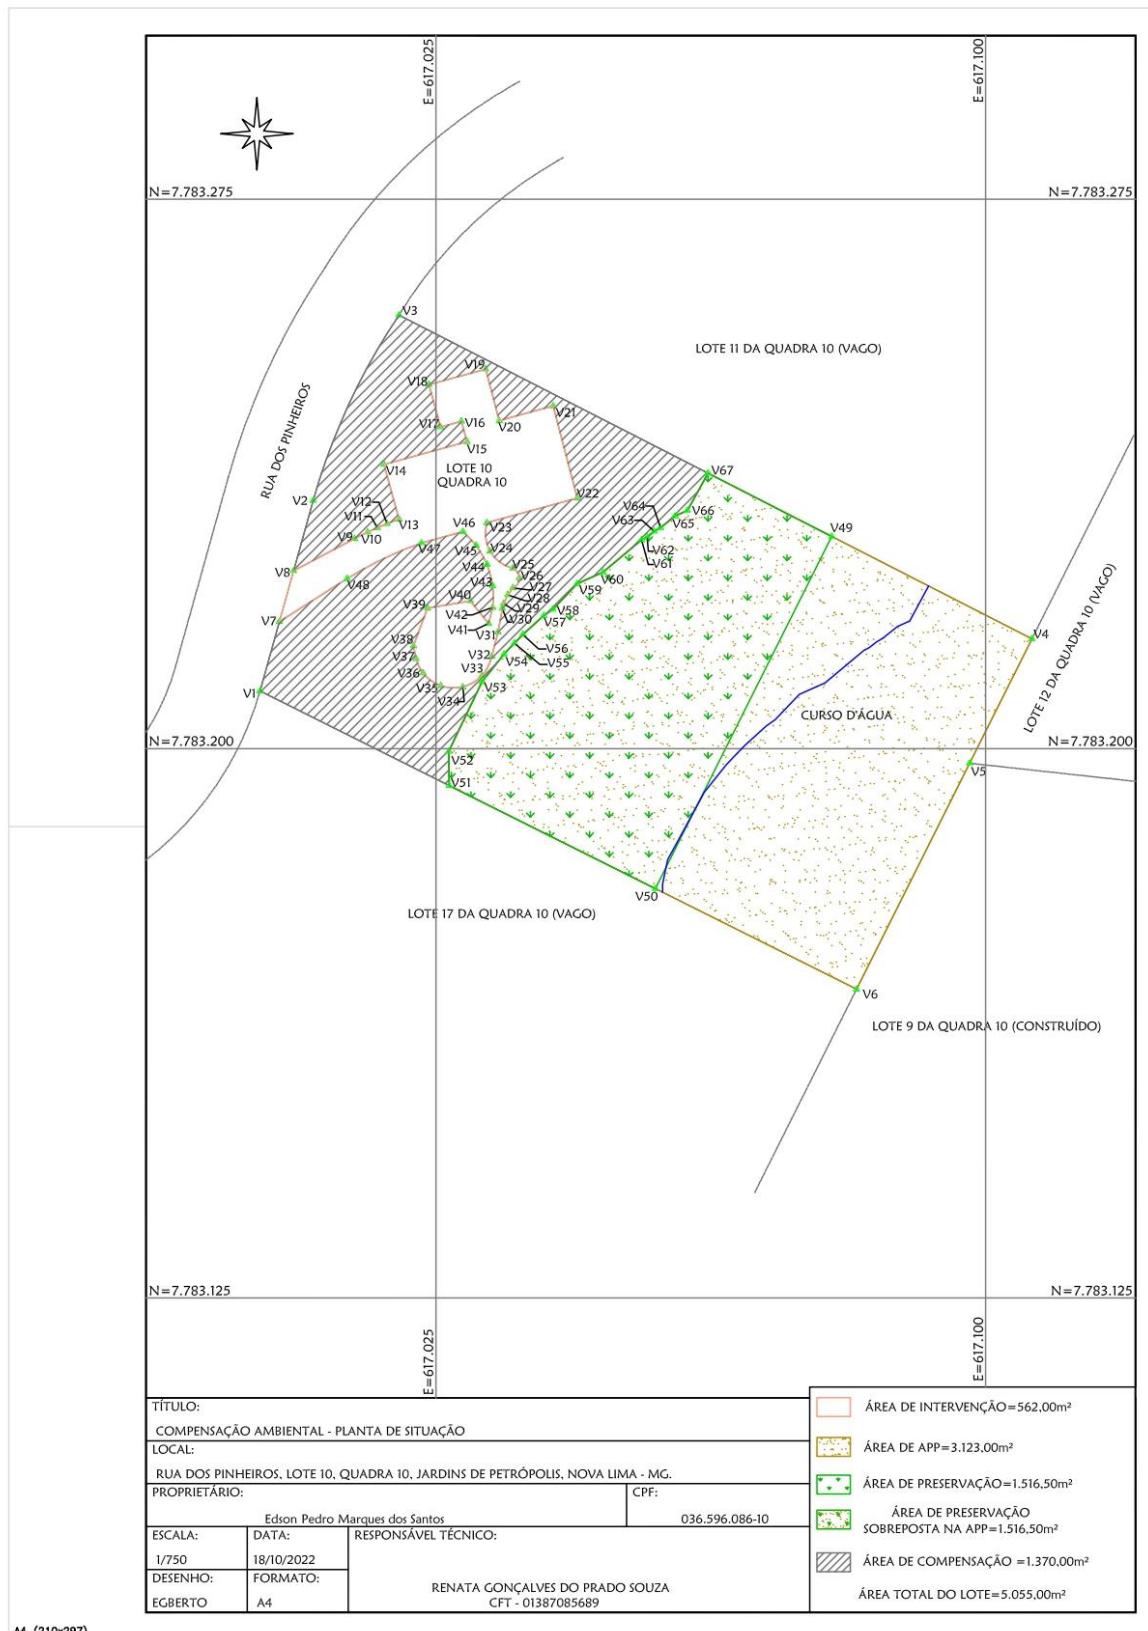 E=617.025
E=617.100
N=7.783.275
N=7.783.275
V3
LOTE 11 DA QUADRA 10 (VAGO)
V19
V18
V21
V17
V16
V20
RUA DOS PINHEIROS
V15
V14
LOTE 10
QUADRA 10
V67
V22
V2
V12
V64
V66
V11
V13
V46
V23
V63
V65
V9
V10
V47
V45
V24
V62
V49
V61
V8
V48
V44
V25
V26
V60
V43
V27
V59
V40
V28
V39
V42
V29
V58
V30
V57
V7
V41
V31
V38
V56
V4
V37
V32
V54
V55
V36
V33
V53
V35
V34
V1
LOTE 12 DA QUADRA 10 (VAGO)
CURSO D'ÁGUA
N=7.783.200
N=7.783.200
V52
V5
V51
V50
LOTE 17 DA QUADRA 10 (VAGO)
V6
LOTE 9 DA QUADRA 10 (CONSTRUÍDO)
N=7.783.125
N=7.783.125
E=617.025
E=617.100
TÍTULO:
COMPENSAÇÃO AMBIENTAL - PLANTA DE SITUAÇÃO
LOCAL:
RUA DOS PINHEIROS, LOTE 10, QUADRA 10, JARDINS DE PETRÓPOLIS, NOVA LIMA - MG.
PROPRIETÁRIO:
Edson Pedro Marques dos Santos
CPF:
036.596.086-10
ESCALA:
1/750
DATA:
18/10/2022
RESPONSÁVEL TÉCNICO:
RENATA GONÇALVES DO PRADO SOUZA
CFT - 01387085689
DESENHO:
EGBERTO
FORMATO:
A4
ÁREA DE INTERVENÇÃO=562,00m²
ÁREA DE APP=3.123,00m²
ÁREA DE PRESERVAÇÃO=1.516,50m²
ÁREA DE PRESERVAÇÃO
SOBREPOSTA NA APP=1.516,50m²
ÁREA DE COMPENSAÇÃO =1.370,00m²
ÁREA TOTAL DO LOTE=5.055,00m²
A4 (210x297)